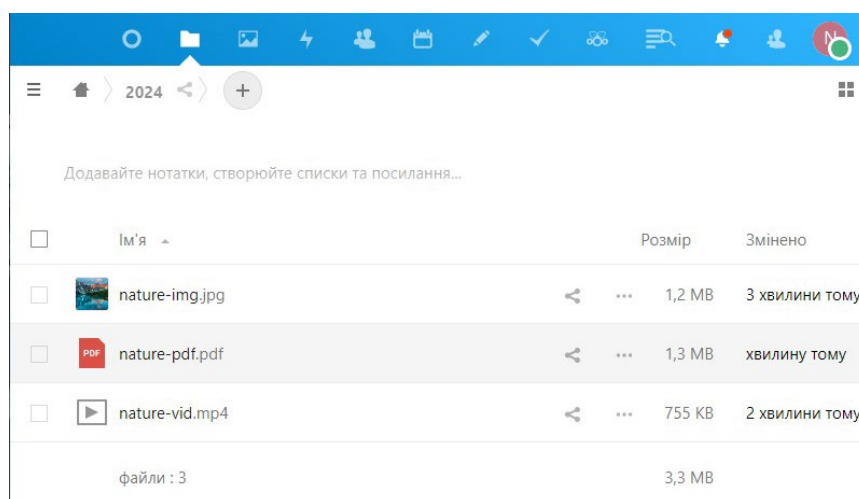 N
2024
+
Додавайте нотатки, створюйте списки та посилання...
Ім'я Розмір Змінено
nature-img.jpg 1,2 MB 3 хвилини тому
PDF nature-pdf.pdf 1,3 MB хвилину тому
nature-vid.mp4 755 KB 2 хвилини тому
файли : 3 3,3 MB